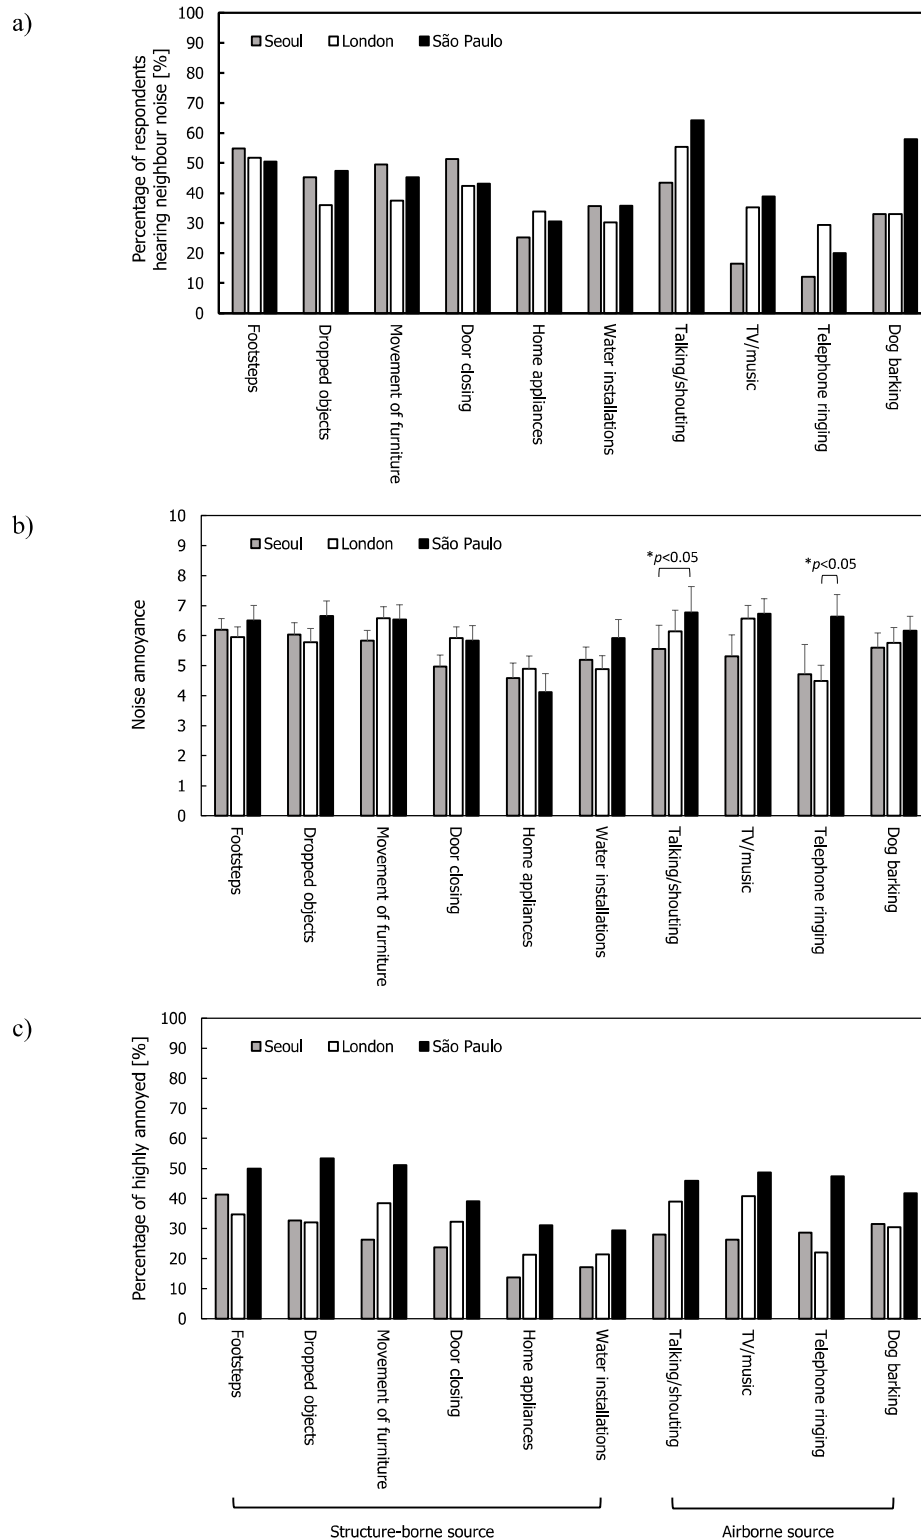 a)
Percentage of respondents
hearing neighbour noise [%]
100
90
80
70
60
50
40
30
20
10
0
Seoul London São Paulo
Footsteps
Dropped objects
Movement of furniture
Door closing
Home appliances
Water installations
Talking/shouting
TV/music
Telephone ringing
Dog barking
b)
Noise annoyance
10
9
8
7
6
5
4
3
2
1
0
Seoul London São Paulo
*p<0.05
*p<0.05
Footsteps
Dropped objects
Movement of furniture
Door closing
Home appliances
Water installations
Talking/shouting
TV/music
Telephone ringing
Dog barking
c)
Percentage of highly annoyed [%]
100
90
80
70
60
50
40
30
20
10
0
Seoul London São Paulo
Footsteps
Dropped objects
Movement of furniture
Door closing
Home appliances
Water installations
Talking/shouting
TV/music
Telephone ringing
Dog barking
Structure-borne source Airborne source